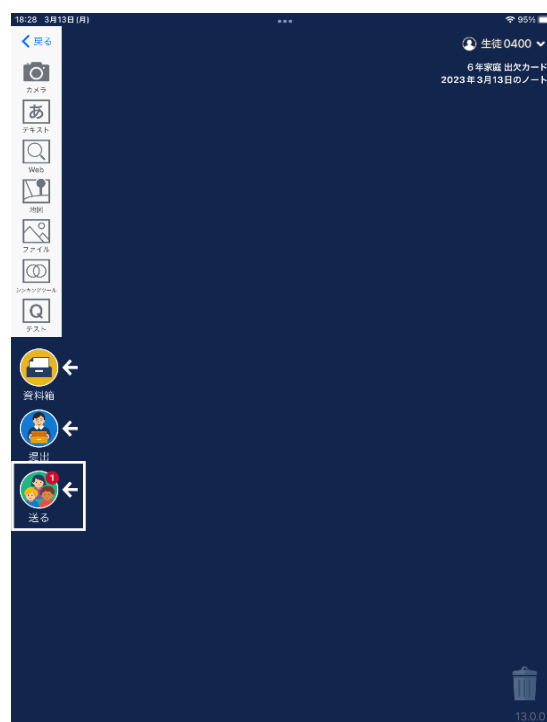 18:28 3月13日(月)
95%
戻る
生徒0400
6年家庭 出欠カード
2023年3月13日のノート
カメラ
あ
テキスト
Web
地図
ファイル
シンキングツール
Q
テスト
資料箱
提出
1
送る
13.0.0